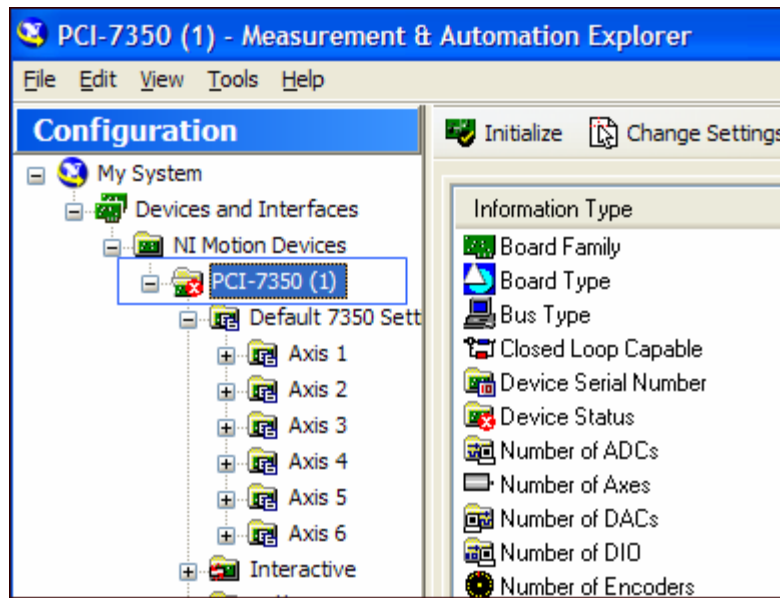 PCI-7350 (1) - Measurement & Automation Explorer
File Edit View Tools Help
Configuration
My System
Devices and Interfaces
NI Motion Devices
PCI-7350 (1)
Default 7350 Sett
Axis 1
Axis 2
Axis 3
Axis 4
Axis 5
Axis 6
Interactive
Initialize Change Settings
Information Type
Board Family
Board Type
Bus Type
Closed Loop Capable
Device Serial Number
Device Status
Number of ADCs
Number of Axes
Number of DACs
Number of DIO
Number of Encoders